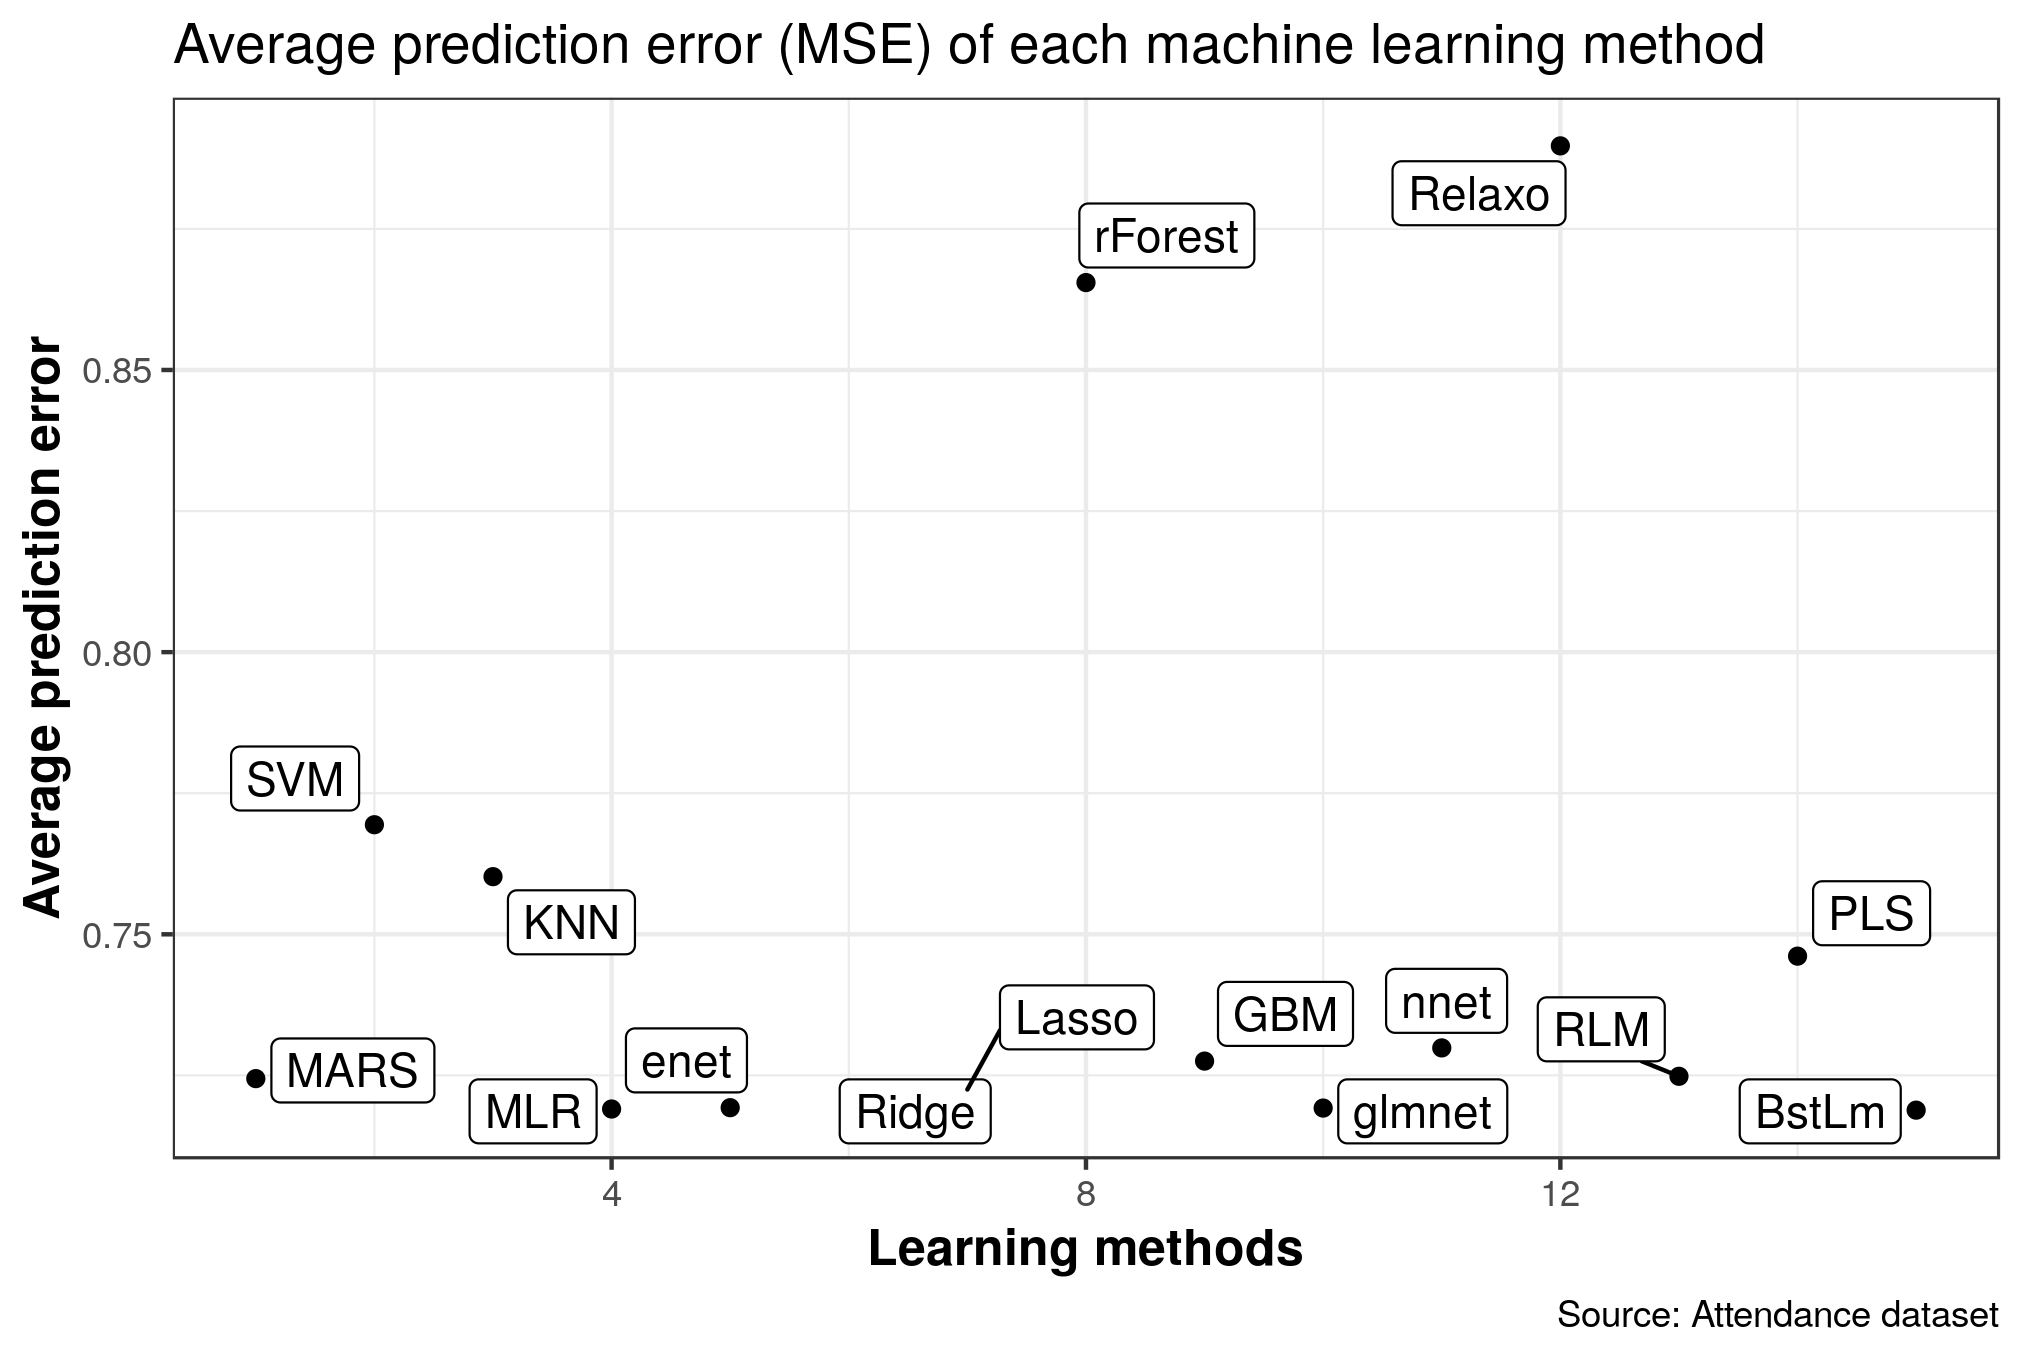 Average prediction error (MSE) of each machine learning method
Relaxo
rForest
0.85
Average prediction error
0.80
SVM
KNN
PLS
0.75
nnet
GBM
Lasso
RLM
enet
MARS
MLR
Ridge
glmnet
BstLm
4
8
12
Learning methods
Source: Attendance dataset